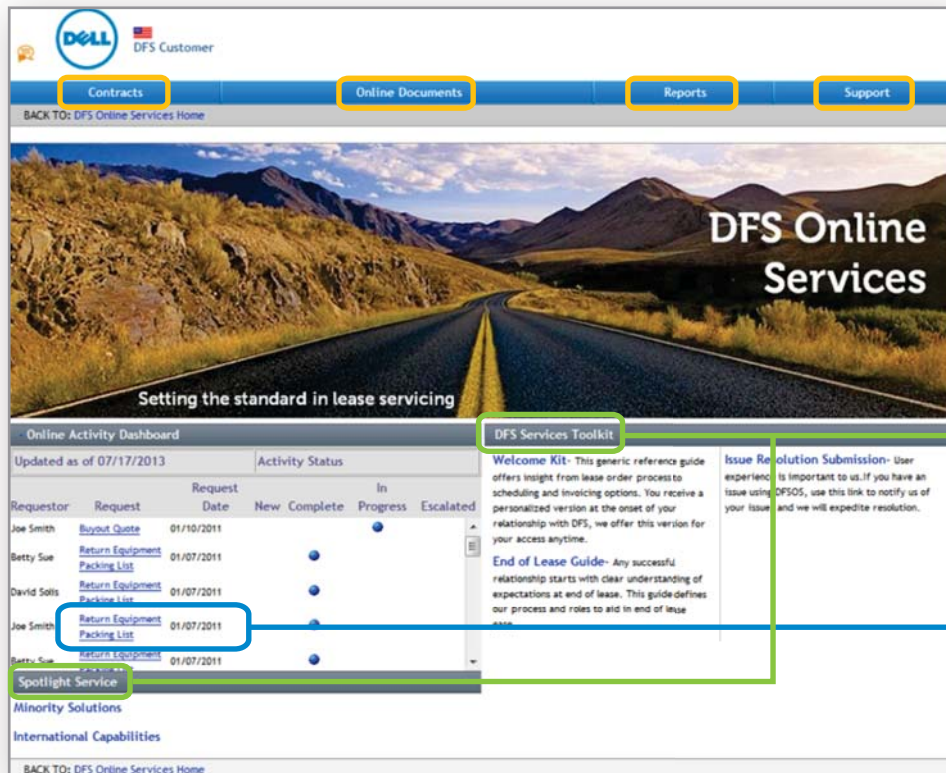 DELL
DFS Customer
Contracts Online Documents Reports Support
BACK TO: DFS Online Services Home
DFS Online
Services
Setting the standard in lease servicing
Online Activity Dashboard
Updated as of 07/17/2013 Activity Status
Requestor Request Request Date New Complete In Progress Escalated
Joe Smith Buyout Quote 01/10/2011
Betty Sue Return Equipment Packing List 01/07/2011
David Solis Return Equipment Packing List 01/07/2011
Joe Smith Return Equipment Packing List 01/07/2011
Betty Sue Return Equipment 01/07/2011
Spotlight Service
Minority Solutions
International Capabilities
DFS Services Toolkit
Welcome Kit- This generic reference guide
offers insight from lease order process to
scheduling and invoicing options. You receive a
personalized version at the onset of your
relationship with DFS, we offer this version for
your access anytime.
End of Lease Guide- Any successful
relationship starts with clear understanding of
expectations at end of lease. This guide defines
our process and roles to aid in end of lease
Issue Resolution Submission- User
experience is important to us. If you have an
issue using DFSOS, use this link to notify us of
your issue and we will expedite resolution.
BACK TO: DFS Online Services Home